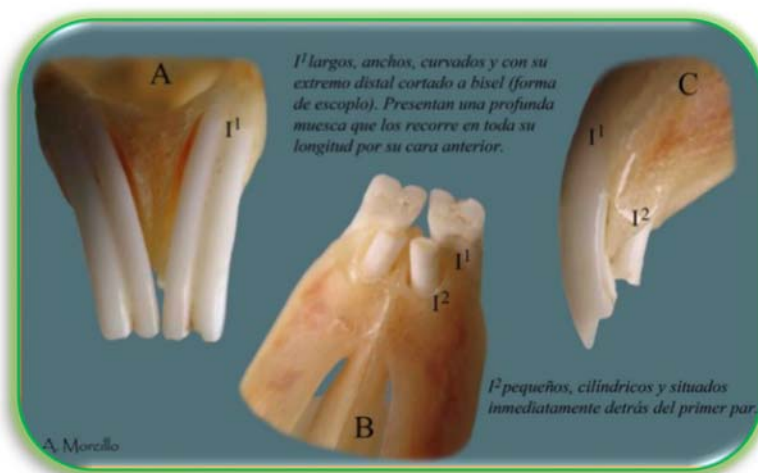 A
I¹ largos, anchos, curvados y con su
extremo distal cortado a bisel (forma
de escoplo). Presentan una profunda
muesca que los recorre en toda su
longitud por su cara anterior.
C
I¹
I¹
I²
I¹
I²
I² pequeños, cilíndricos y situados
inmediatamente detrás del primer par.
B
A. Morcillo